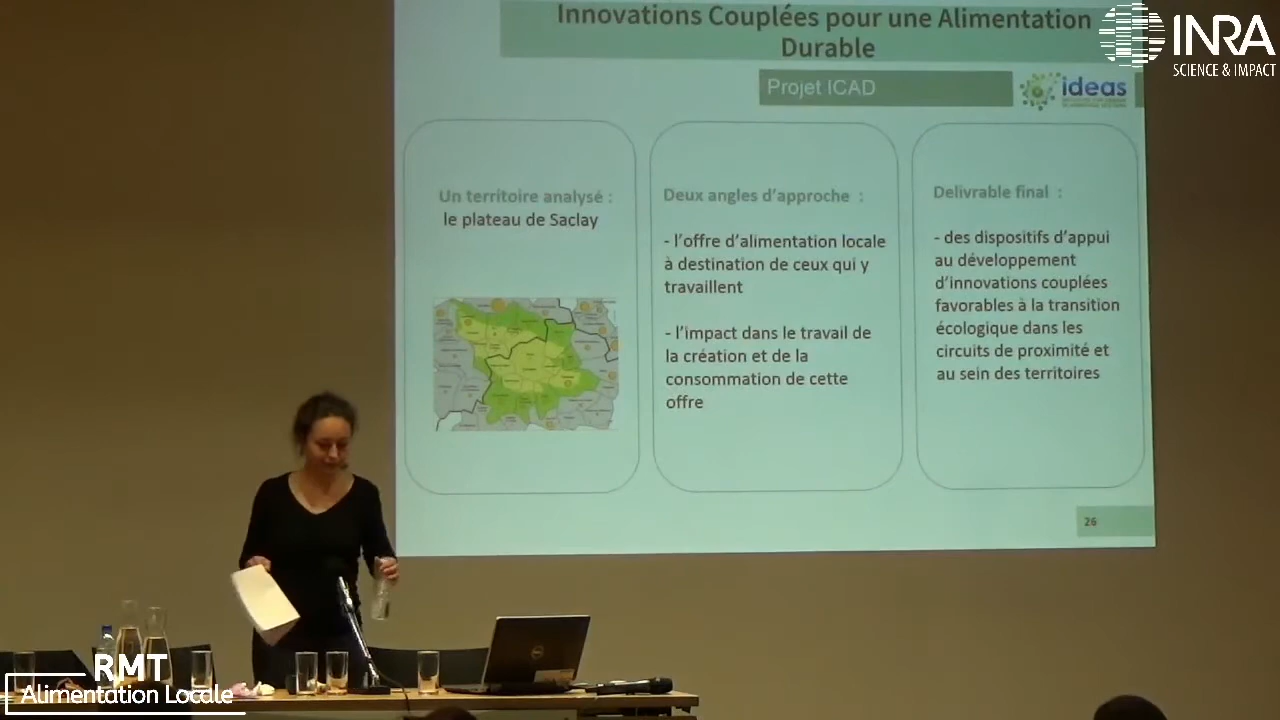 Innovations Couplées pour une Alimentation
Durable
INRA
SCIENCE & IMPACT
Projet ICAD
ideas
Un territoire analysé :
le plateau de Saclay
Deux angles d'approche :
- l'offre d'alimentation locale
à destination de ceux qui y
travaillent
- l'impact dans le travail de
la création et de la
consommation de cette
offre
Delivrable final :
- des dispositifs d'appui
au développement
d'innovations couplées
favorables à la transition
écologique dans les
circuits de proximité et
au sein des territoires
26
RMT
Alimentation Locale